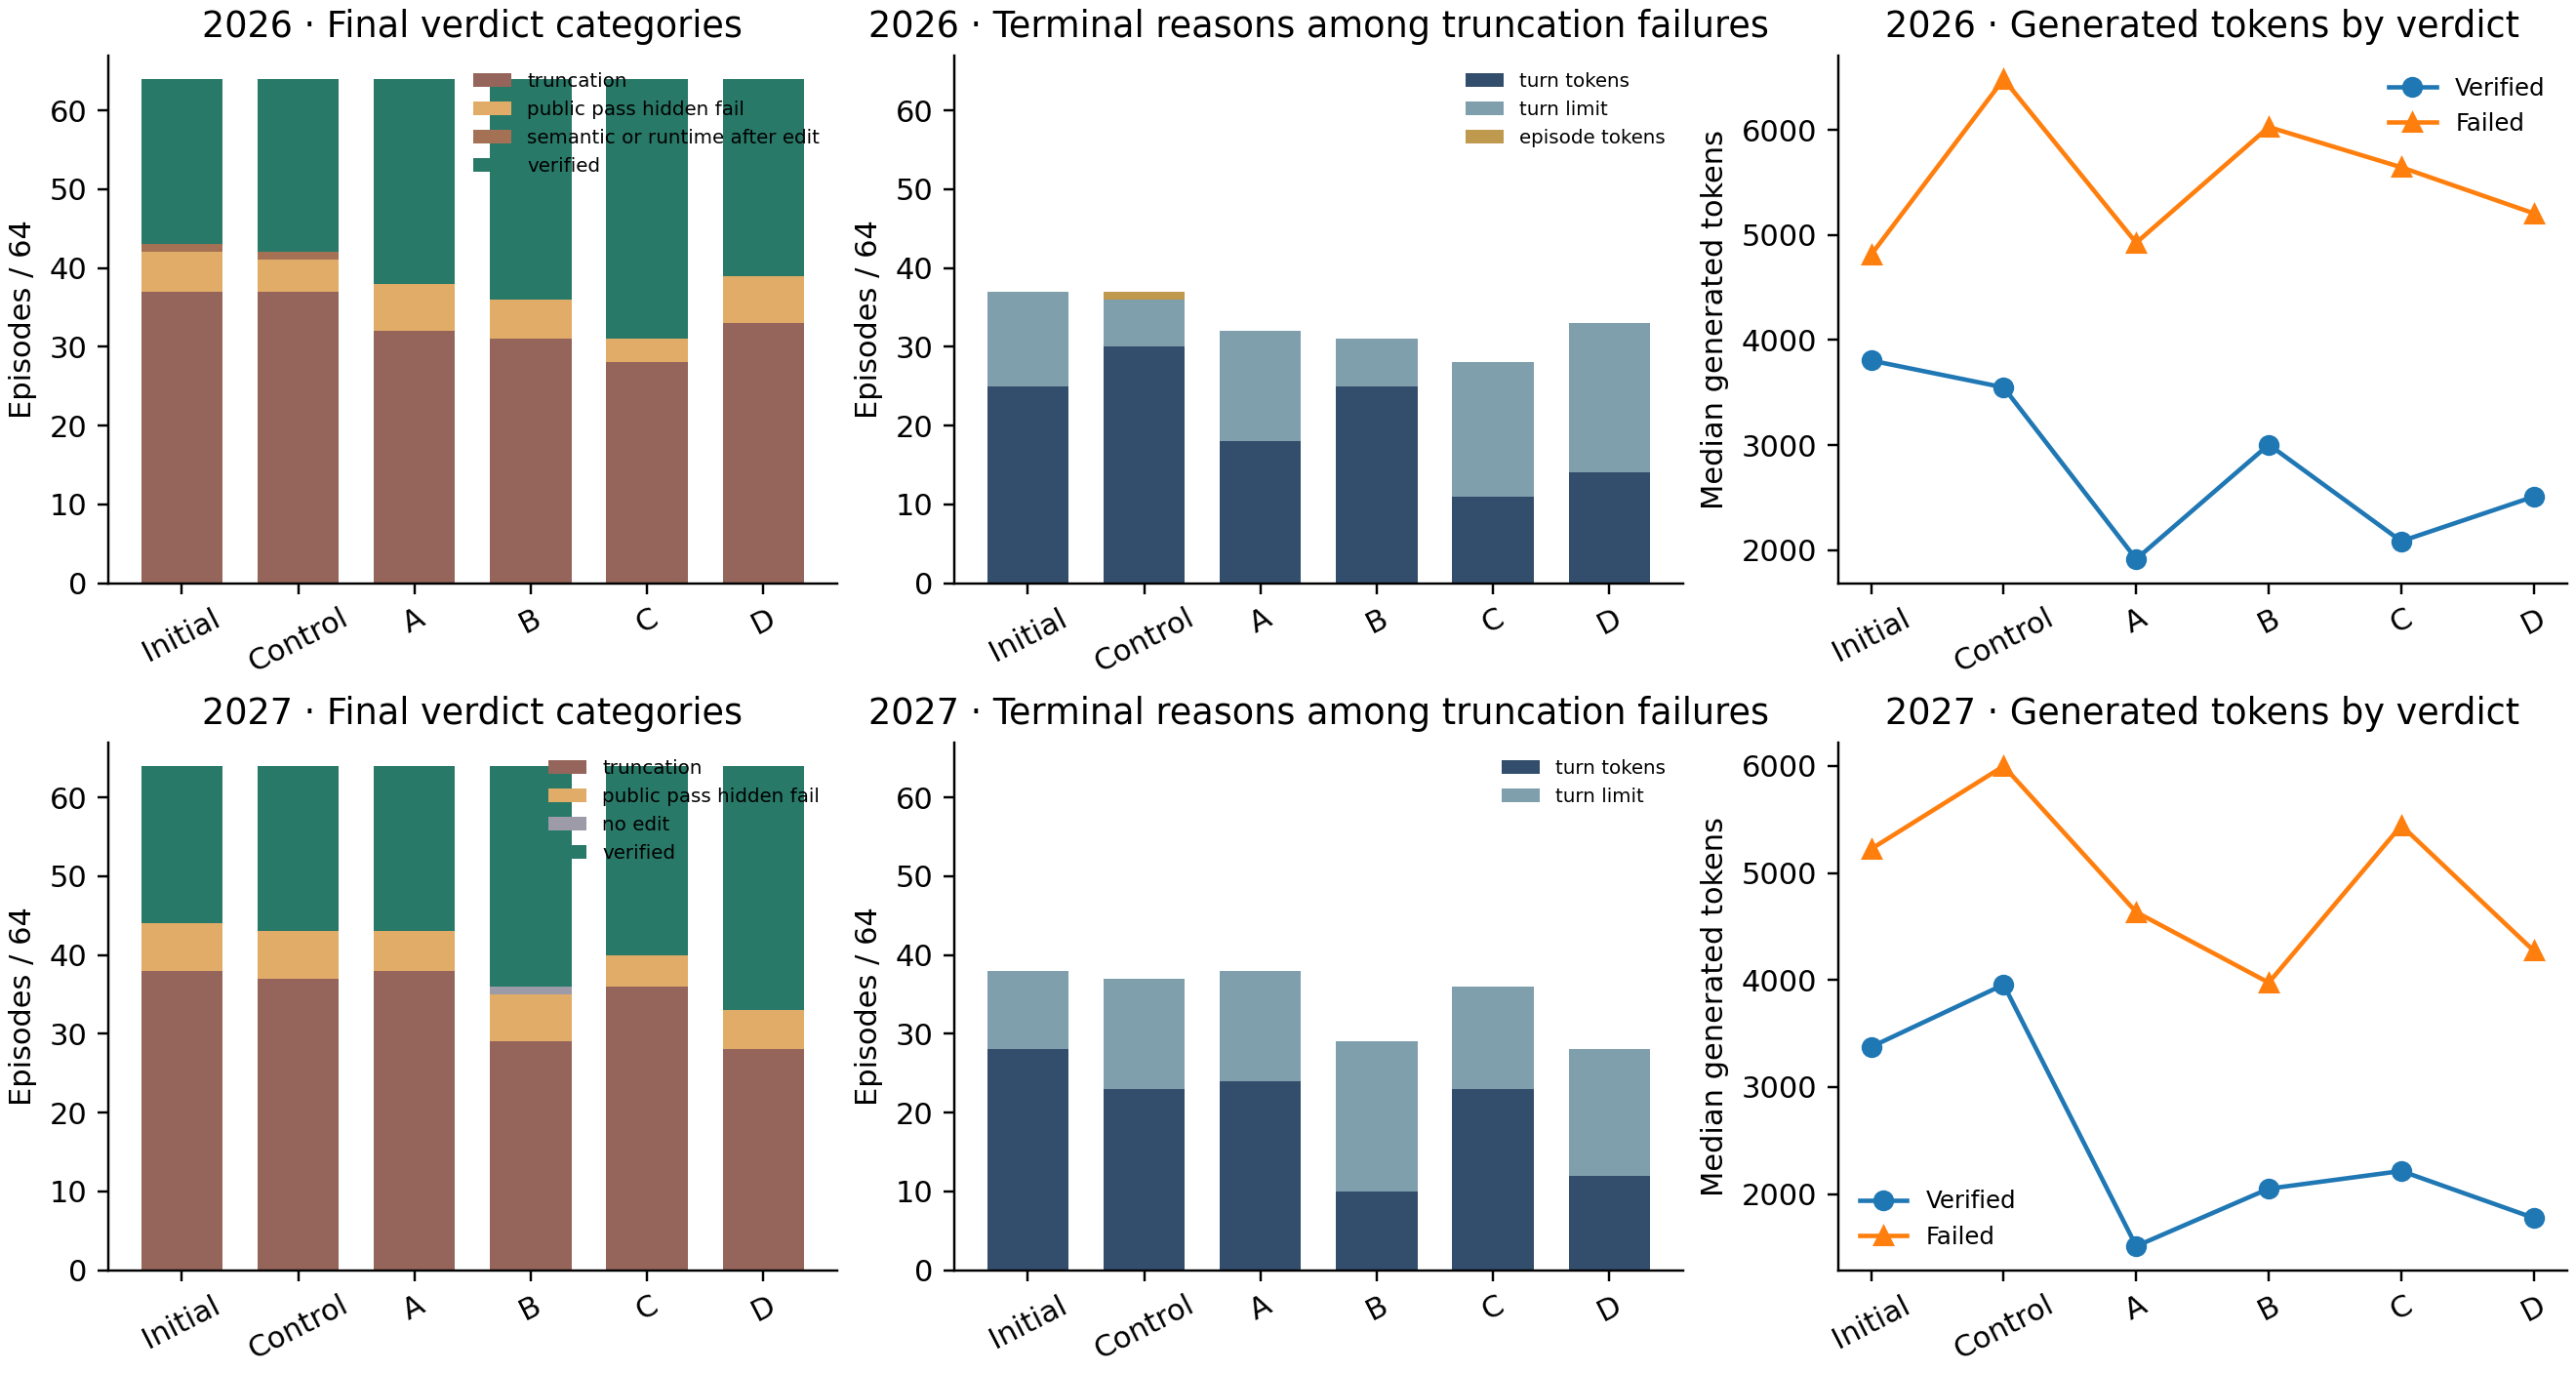 2026 · Final verdict categories
truncation
public pass hidden fail
semantic or runtime after edit
verified
Episodes / 64
60
50
40
30
20
10
0
Initial
Control
A
B
C
D
2026 · Terminal reasons among truncation failures
turn tokens
turn limit
episode tokens
Episodes / 64
60
50
40
30
20
10
0
Initial
Control
A
B
C
D
2026 · Generated tokens by verdict
Verified
Failed
Median generated tokens
6000
5000
4000
3000
2000
Initial
Control
A
B
C
D
2027 · Final verdict categories
truncation
public pass hidden fail
no edit
verified
Episodes / 64
60
50
40
30
20
10
0
Initial
Control
A
B
C
D
2027 · Terminal reasons among truncation failures
turn tokens
turn limit
Episodes / 64
60
50
40
30
20
10
0
Initial
Control
A
B
C
D
2027 · Generated tokens by verdict
Median generated tokens
6000
5000
4000
3000
2000
Verified
Failed
Initial
Control
A
B
C
D